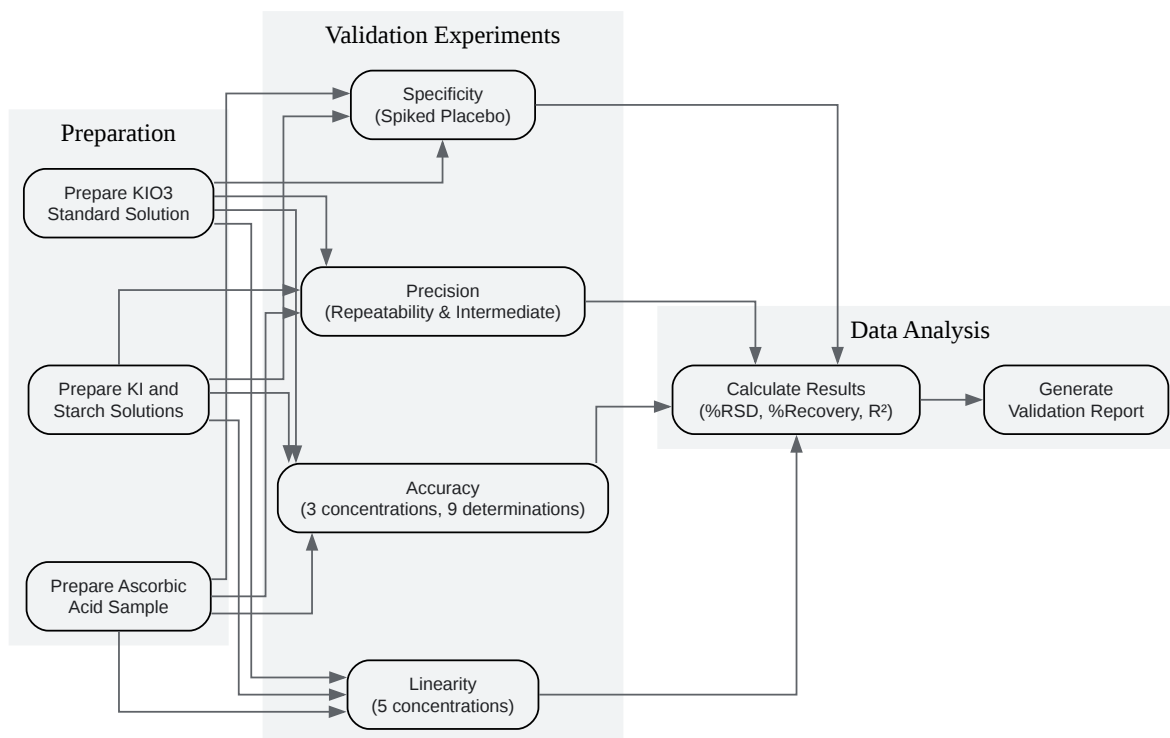 Validation Experiments
Specificity
(Spiked Placebo)
Preparation
Prepare KIO3
Standard Solution
Precision
(Repeatability & Intermediate)
Data Analysis
Prepare KI and
Starch Solutions
Calculate Results
(%RSD, %Recovery, R²)
Generate
Validation Report
Accuracy
(3 concentrations, 9 determinations)
Prepare Ascorbic
Acid Sample
Linearity
(5 concentrations)